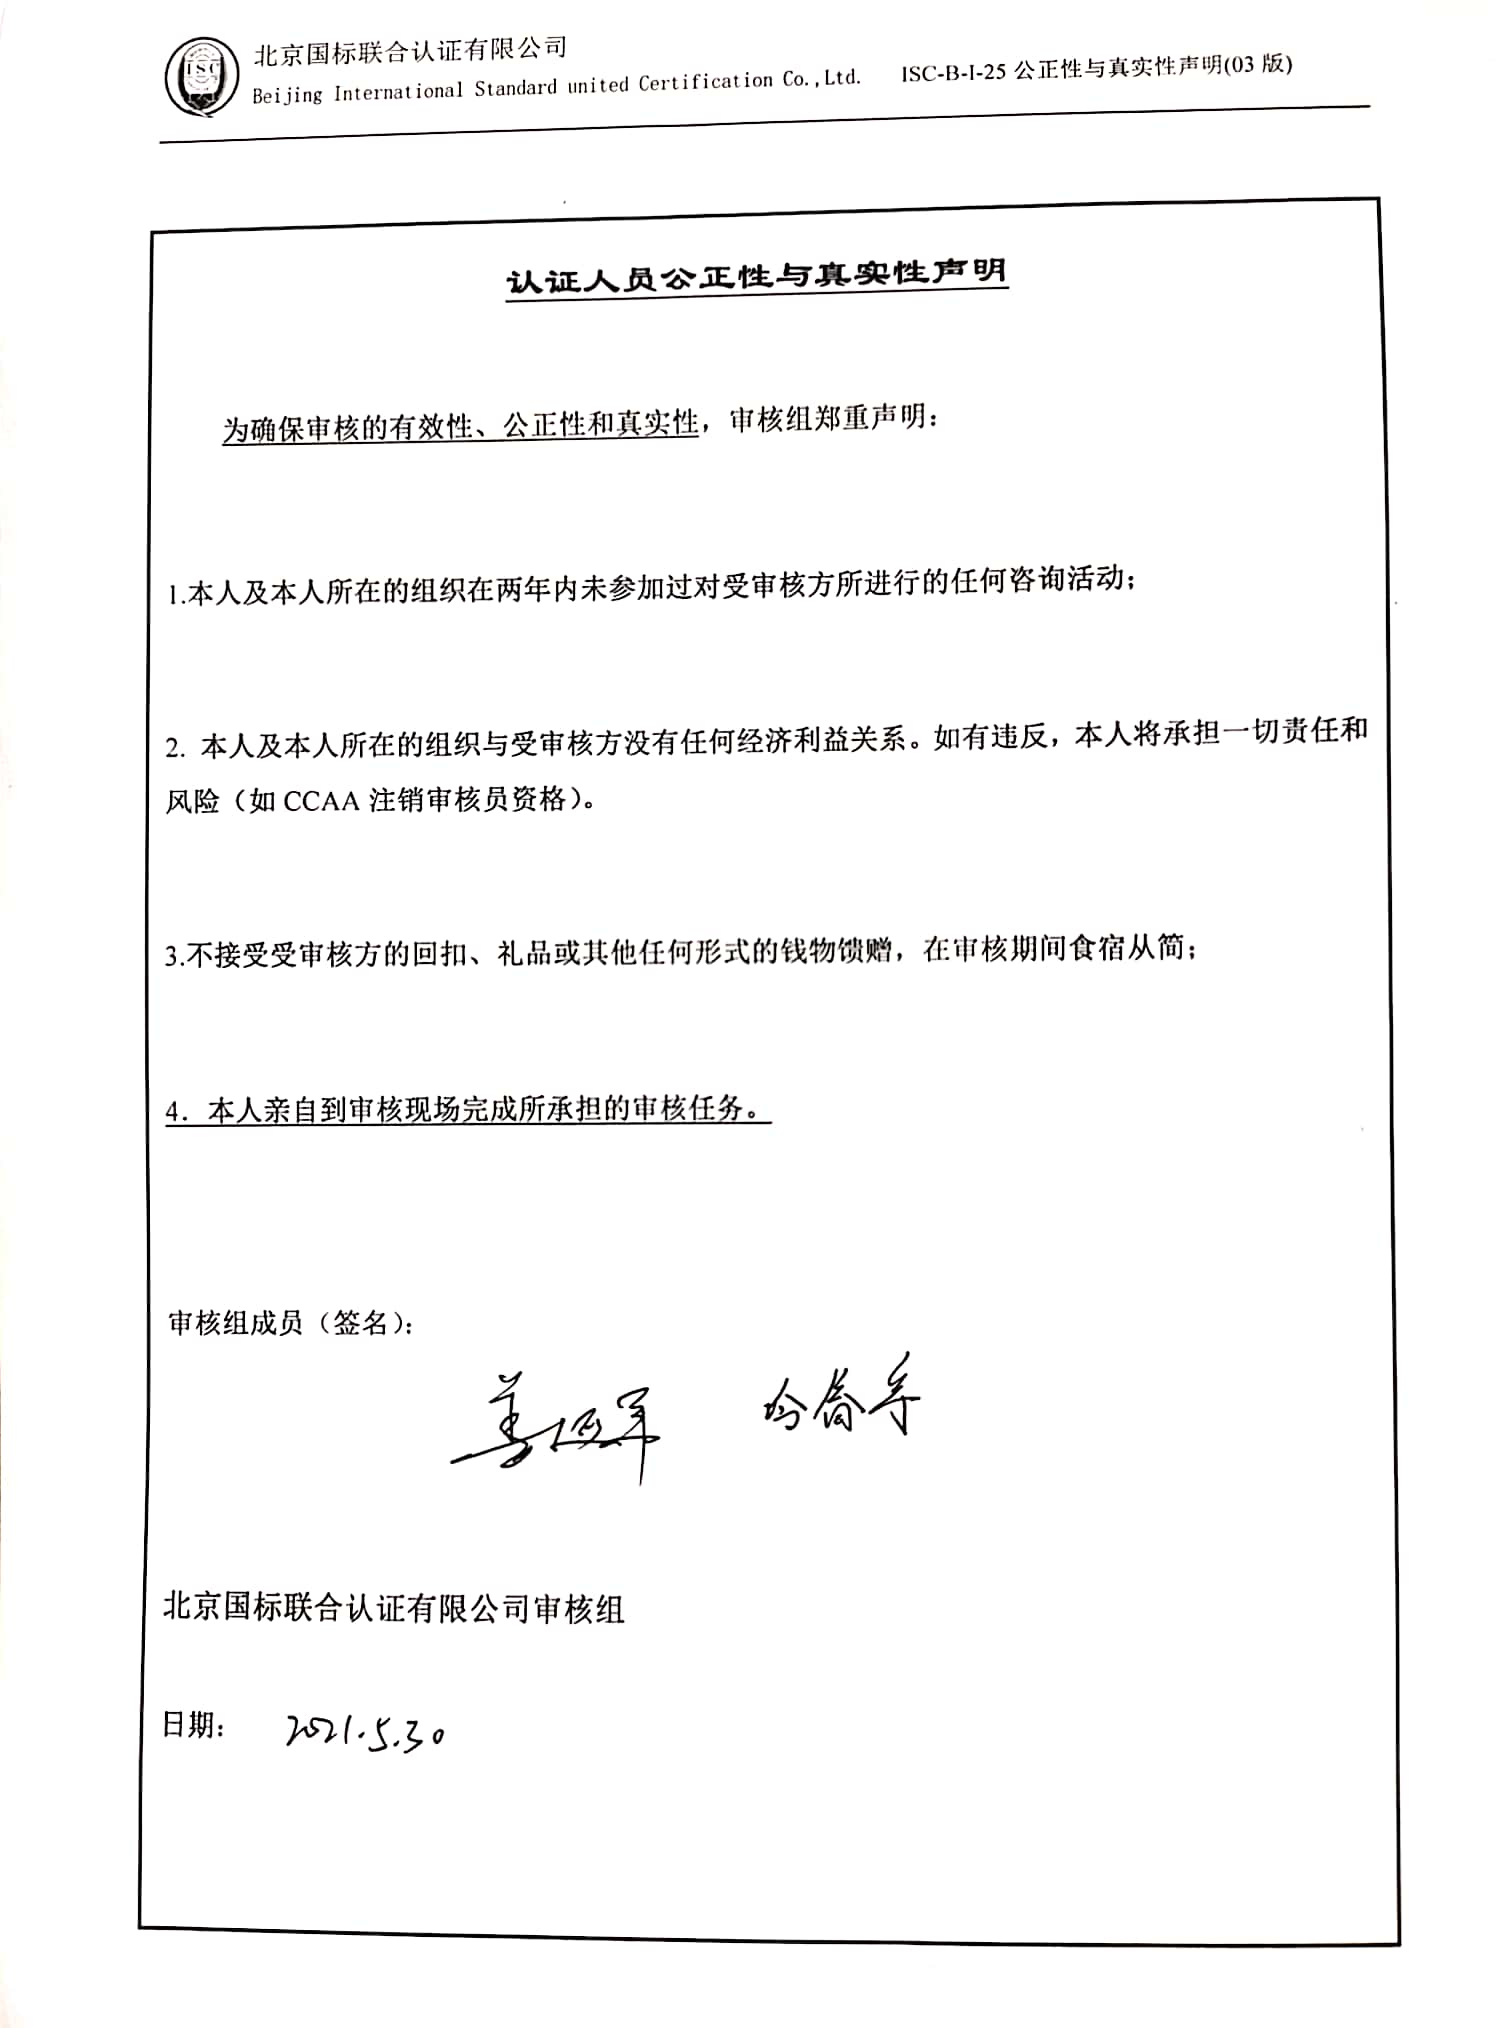 ISC
北京国标联合认证有限公司
Beijing International Standard united Certification Co.,Ltd. ISC-B-I-25 公正性与真实性声明(03 版)
认证人员公正性与真实性声明
为确保审核的有效性、公正性和真实性，审核组郑重声明：
1.本人及本人所在的组织在两年内未参加过对受审核方所进行的任何咨询活动；
2. 本人及本人所在的组织与受审核方没有任何经济利益关系。如有违反，本人将承担一切责任和
风险（如 CCAA 注销审核员资格）。
3.不接受受审核方的回扣、礼品或其他任何形式的钱物馈赠，在审核期间食宿从简；
4. 本人亲自到审核现场完成所承担的审核任务。
审核组成员（签名）：
北京国标联合认证有限公司审核组
日期： 2021.5.30